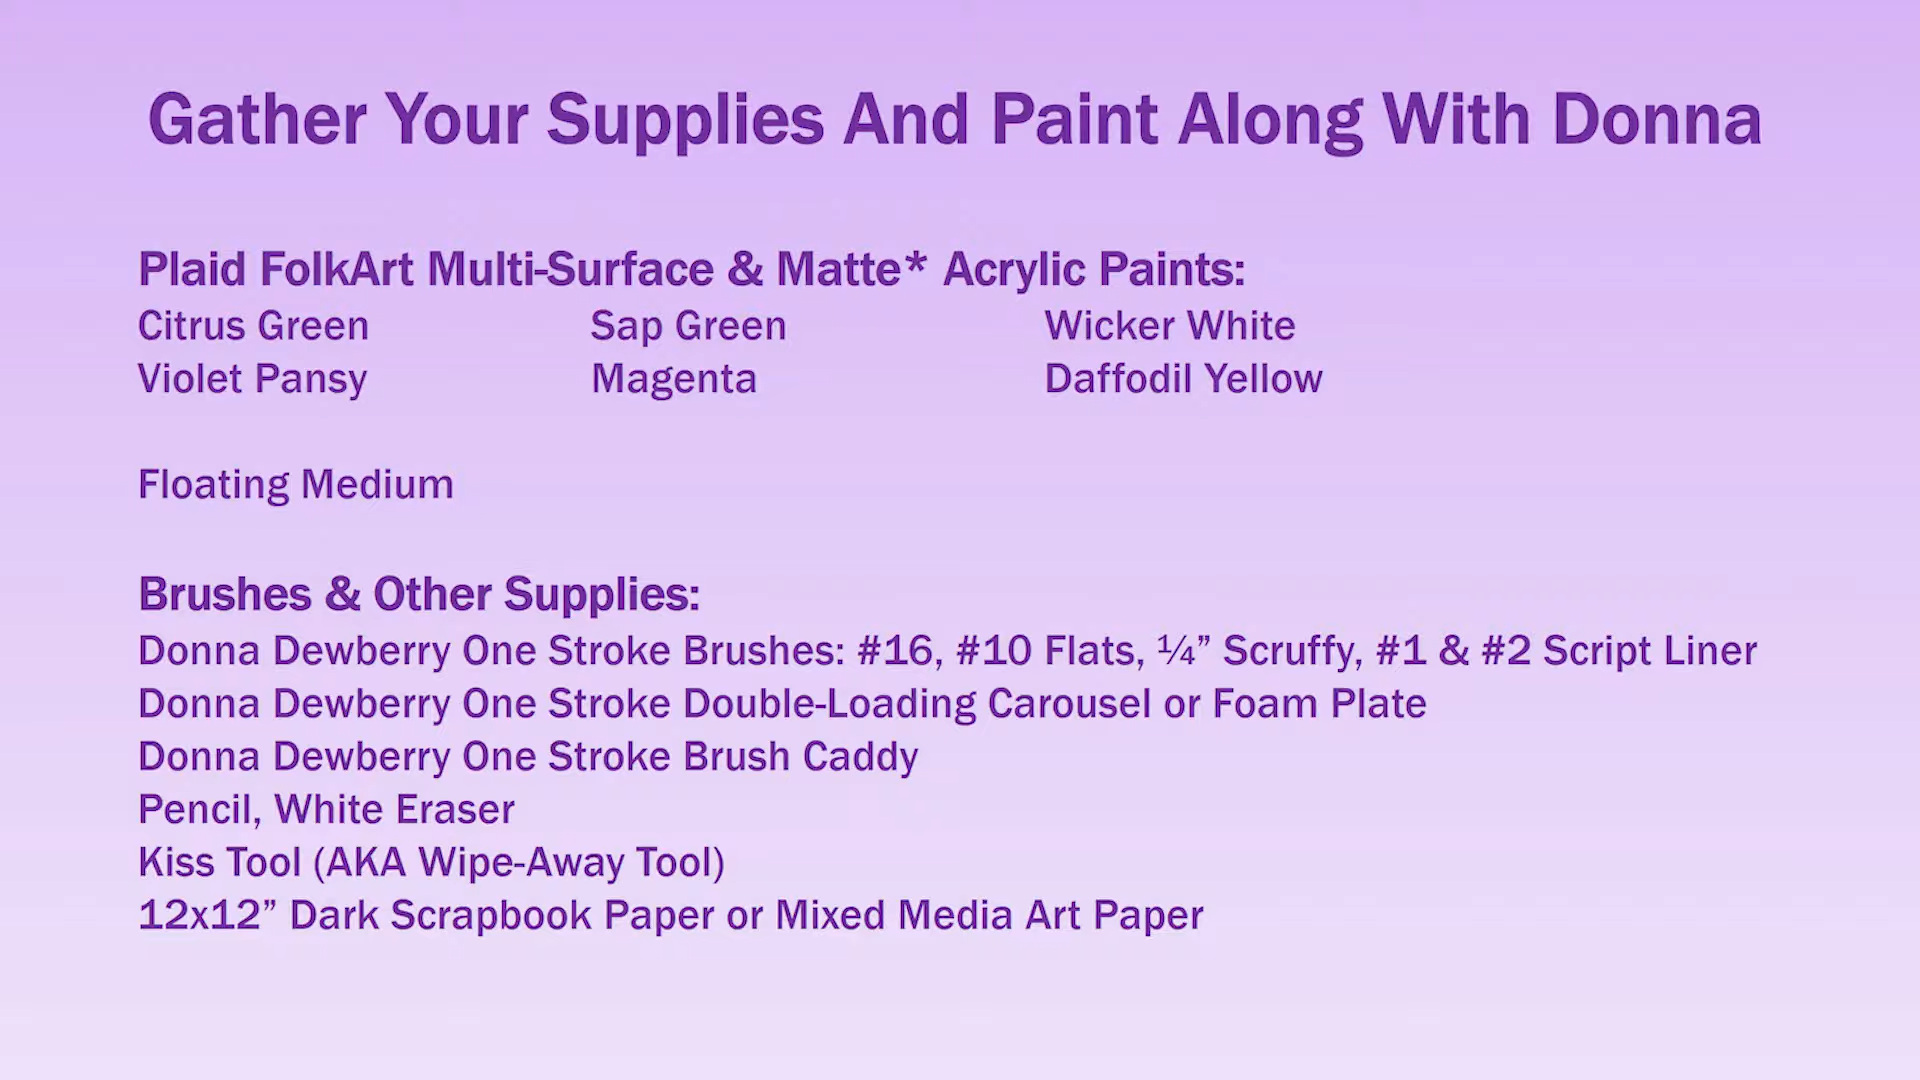 Gather Your Supplies And Paint Along With Donna
Plaid FolkArt Multi-Surface & Matte* Acrylic Paints:
Citrus Green Sap Green Wicker White
Violet Pansy Magenta Daffodil Yellow
Floating Medium
Brushes & Other Supplies:
Donna Dewberry One Stroke Brushes: #16, #10 Flats, ¼” Scruffy, #1 & #2 Script Liner
Donna Dewberry One Stroke Double-Loading Carousel or Foam Plate
Donna Dewberry One Stroke Brush Caddy
Pencil, White Eraser
Kiss Tool (AKA Wipe-Away Tool)
12x12” Dark Scrapbook Paper or Mixed Media Art Paper